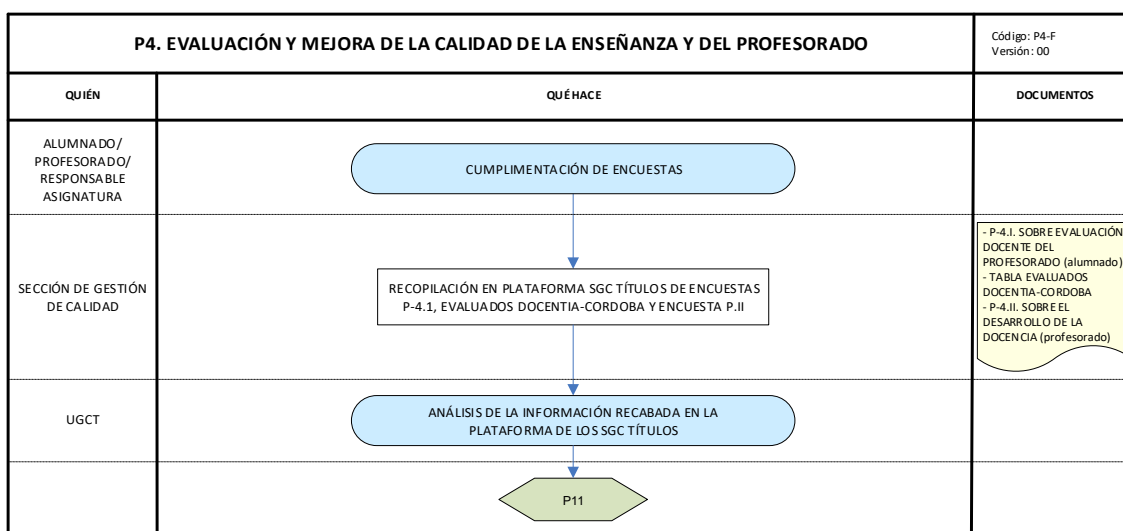 P4. EVALUACIÓN Y MEJORA DE LA CALIDAD DE LA ENSEÑANZA Y DEL PROFESORADO
Código: P4-F
Versión: 00
QUIÉN
QUÉ HACE
DOCUMENTOS
ALUMNADO/
PROFESORADO/
RESPONSABLE
ASIGNATURA
CUMPLIMENTACIÓN DE ENCUESTAS
SECCIÓN DE GESTIÓN
DE CALIDAD
RECOPILACIÓN EN PLATAFORMA SGC TÍTULOS DE ENCUESTAS
P-4.1, EVALUADOS DOCENTIA-CORDOBA Y ENCUESTA P.II
- P-4.I. SOBRE EVALUACIÓN
DOCENTE DEL
PROFESORADO (alumnado)
- TABLA EVALUADOS
DOCENTIA-CORDOBA
- P-4.II. SOBRE EL
DESARROLLO DE LA
DOCENCIA (profesorado)
UGCT
ANÁLISIS DE LA INFORMACIÓN RECABADA EN LA
PLATAFORMA DE LOS SGC TÍTULOS
P11